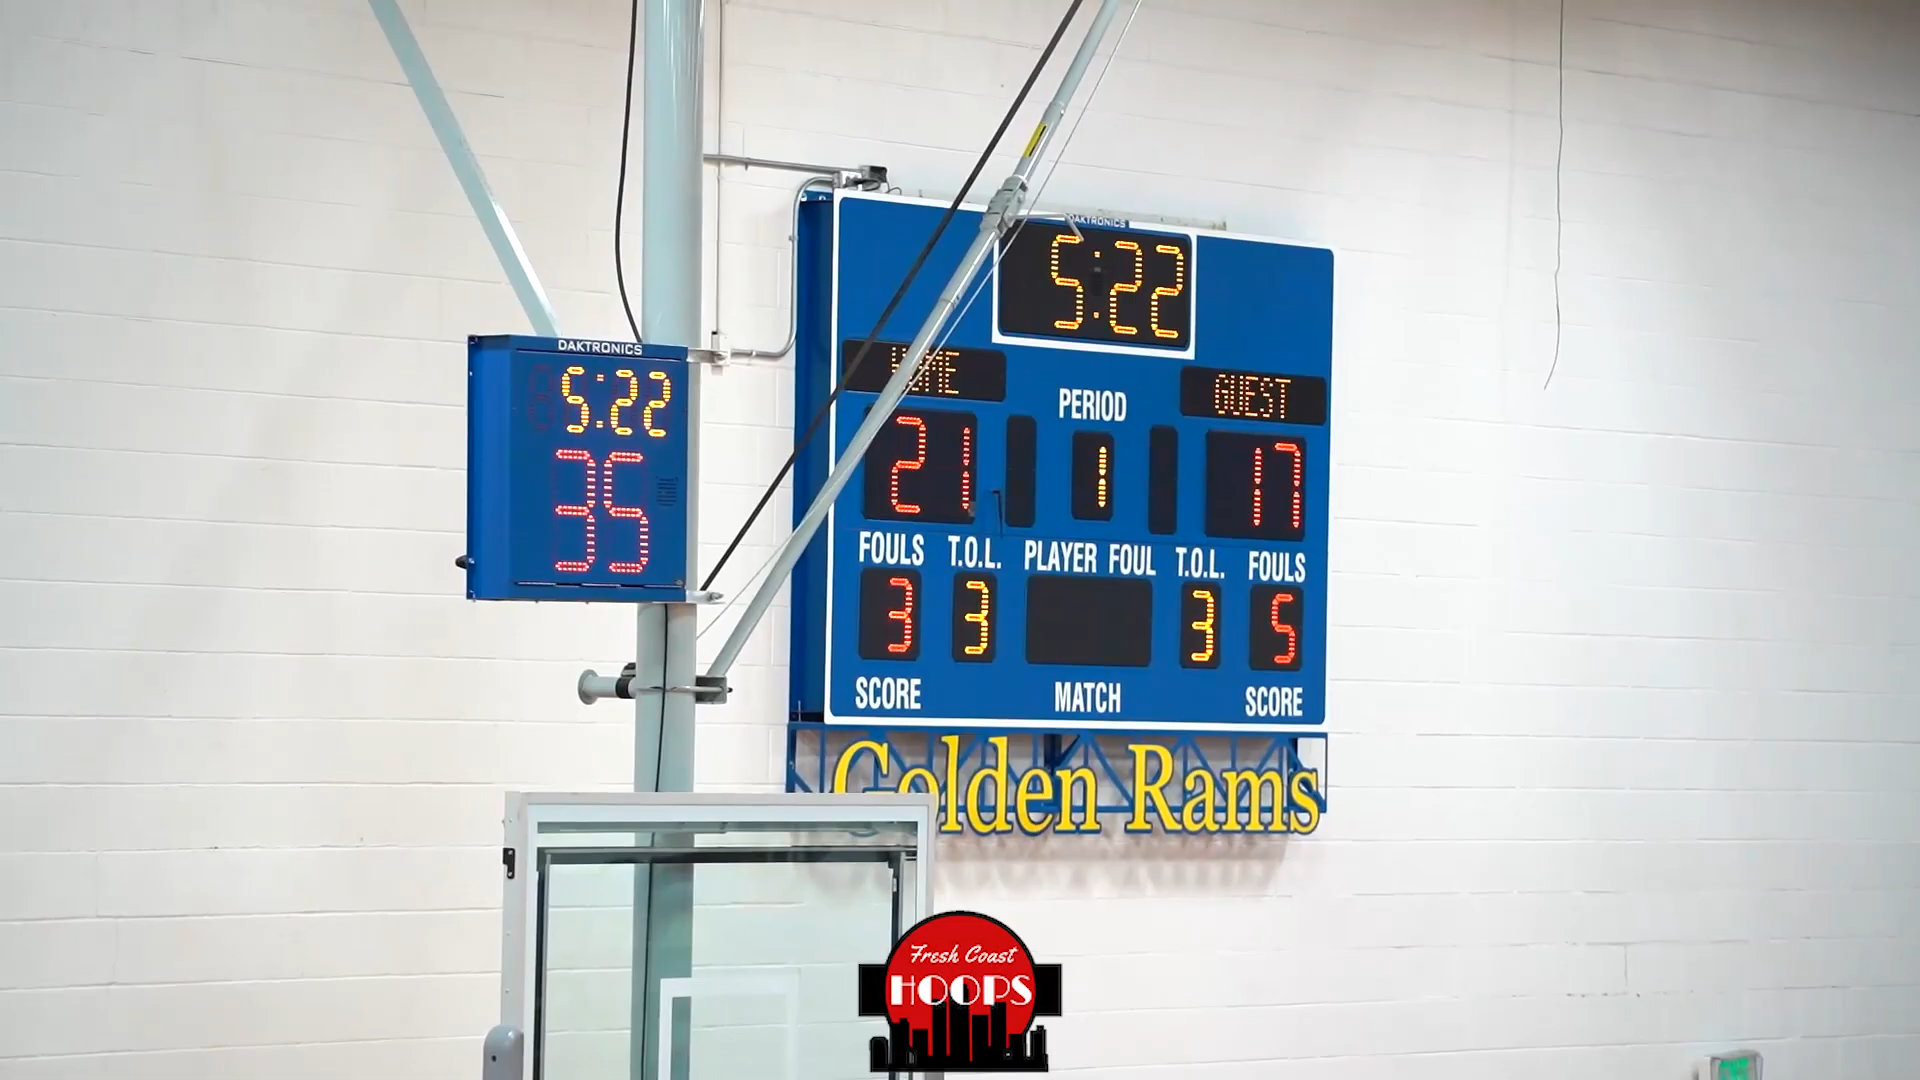 DAKTRONICS
5:22
35
DAKTRONICS
5:22
HOME
PERIOD
GUEST
21
1
17
FOULS T.O.L. PLAYER FOUL T.O.L. FOULS
3 3 3 5
SCORE MATCH SCORE
Golden Rams
Fresh Coast
HOOPS